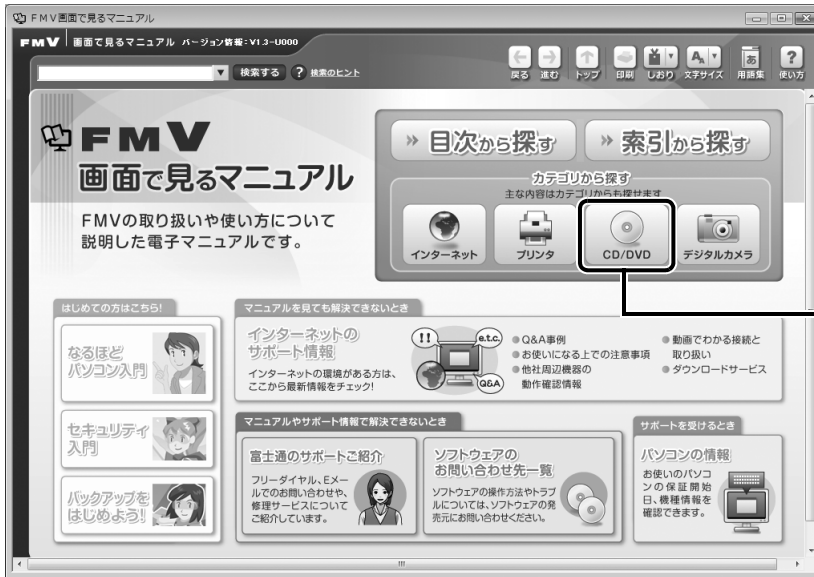 FMV画面で見るマニュアル
FMV 画面で見るマニュアル バージョン情報:V1.3-U000
検索する ? 検索のヒント
戻る 進む トップ 印刷 しおり 文字サイズ 用語集 使い方
FMV
画面で見るマニュアル
FMVの取り扱いや使い方について
説明した電子マニュアルです。
» 目次から探す » 索引から探す
カテゴリから探す
主な内容はカテゴリからも探せます
インターネット プリンタ CD/DVD デジタルカメラ
はじめての方はこちら!
なるほど
パソコン入門
セキュリティ
入門
バックアップを
はじめよう!
マニュアルを見ても解決できないとき
インターネットの
サポート情報
インターネットの環境がある方は、
ここから最新情報をチェック!
!! e.t.c. Q&A
Q&A事例
お使いになる上での注意事項
他社周辺機器の
動作確認情報
動画でわかる接続と
取り扱い
ダウンロードサービス
マニュアルやサポート情報で解決できないとき
富士通のサポートご紹介
フリーダイヤル、Eメー
ルでのお問い合わせや、
修理サービスについて
ご紹介しています。
ソフトウェアの
お問い合わせ先一覧
ソフトウェアの操作方法やトラブ
ルについては、ソフトウェアの発
売元にお問い合わせください。
サポートを受けるとき
パソコンの情報
お使いのパソコ
ンの保証開始
日、機種情報を
確認できます。